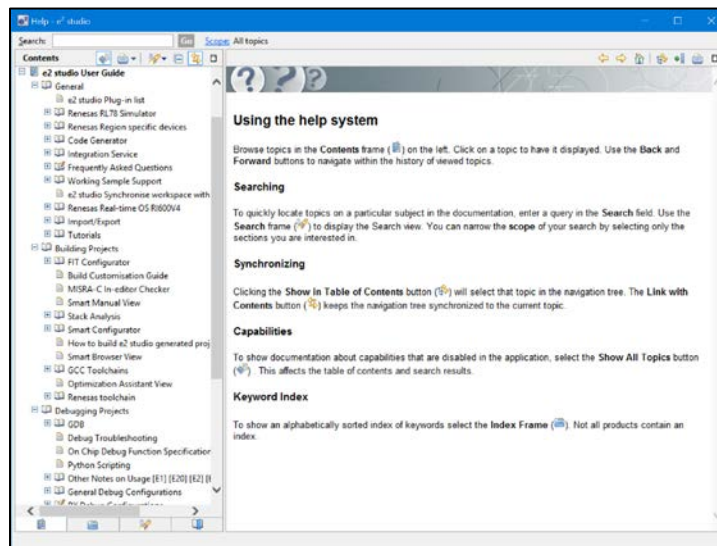 Help - e² studio
Search:
Go
Scope: All topics
Contents
e2 studio User Guide
General
e2 studio Plug-in list
Renesas RL78 Simulator
Renesas Region specific devices
Code Generator
Integration Service
Frequently Asked Questions
Working Sample Support
e2 studio Synchronise workspace with
Renesas Real-time OS RI600V4
Import/Export
Tutorials
Building Projects
FIT Configurator
Build Customisation Guide
MISRA-C In-editor Checker
Smart Manual View
Stack Analysis
Smart Configurator
How to build e2 studio generated proj
Smart Browser View
GCC Toolchains
Optimization Assistant View
Renesas toolchain
Debugging Projects
GDB
Debug Troubleshooting
On Chip Debug Function Specification
Python Scripting
Other Notes on Usage [E1] [E20] [E2] [E
General Debug Configurations
RX Debug Configurations
Using the help system
Browse topics in the Contents frame ( ) on the left. Click on a topic to have it displayed. Use the Back and
Forward buttons to navigate within the history of viewed topics.
Searching
To quickly locate topics on a particular subject in the documentation, enter a query in the Search field. Use the
Search frame ( ) to display the Search view. You can narrow the scope of your search by selecting only the
sections you are interested in.
Synchronizing
Clicking the Show in Table of Contents button ( ) will select that topic in the navigation tree. The Link with
Contents button ( ) keeps the navigation tree synchronized to the current topic.
Capabilities
To show documentation about capabilities that are disabled in the application, select the Show All Topics button
( ) . This affects the table of contents and search results.
Keyword Index
To show an alphabetically sorted index of keywords select the Index Frame ( ). Not all products contain an
index.